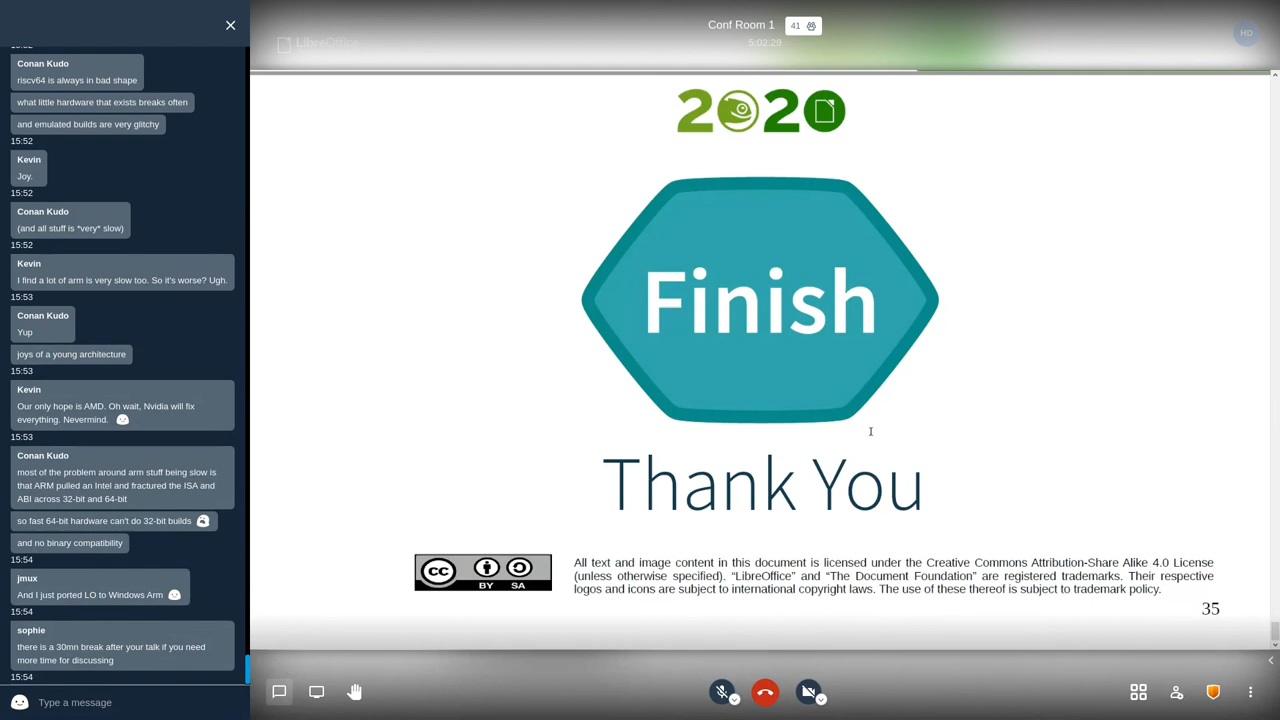 Conan Kudo
riscv64 is always in bad shape
what little hardware that exists breaks often
and emulated builds are very glitchy
15:52
Kevin
Joy.
15:52
Conan Kudo
(and all stuff is *very* slow)
15:52
Kevin
I find a lot of arm is very slow too. So it's worse? Ugh.
15:53
Conan Kudo
Yup
joys of a young architecture
15:53
Kevin
Our only hope is AMD. Oh wait, Nvidia will fix
everything. Nevermind.
15:53
Conan Kudo
most of the problem around arm stuff being slow is
that ARM pulled an Intel and fractured the ISA and
ABI across 32-bit and 64-bit
so fast 64-bit hardware can't do 32-bit builds
and no binary compatibility
15:54
jmux
And I just ported LO to Windows Arm
15:54
sophie
there is a 30mn break after your talk if you need
more time for discussing
15:54
Type a message
Conf Room 1
41
5:02:29
HD
LibreOffice
2020
Finish
Thank You
cc
BY SA
All text and image content in this document is licensed under the Creative Commons Attribution-Share Alike 4.0 License
(unless otherwise specified). “LibreOffice” and “The Document Foundation” are registered trademarks. Their respective
logos and icons are subject to international copyright laws. The use of these thereof is subject to trademark policy.
35